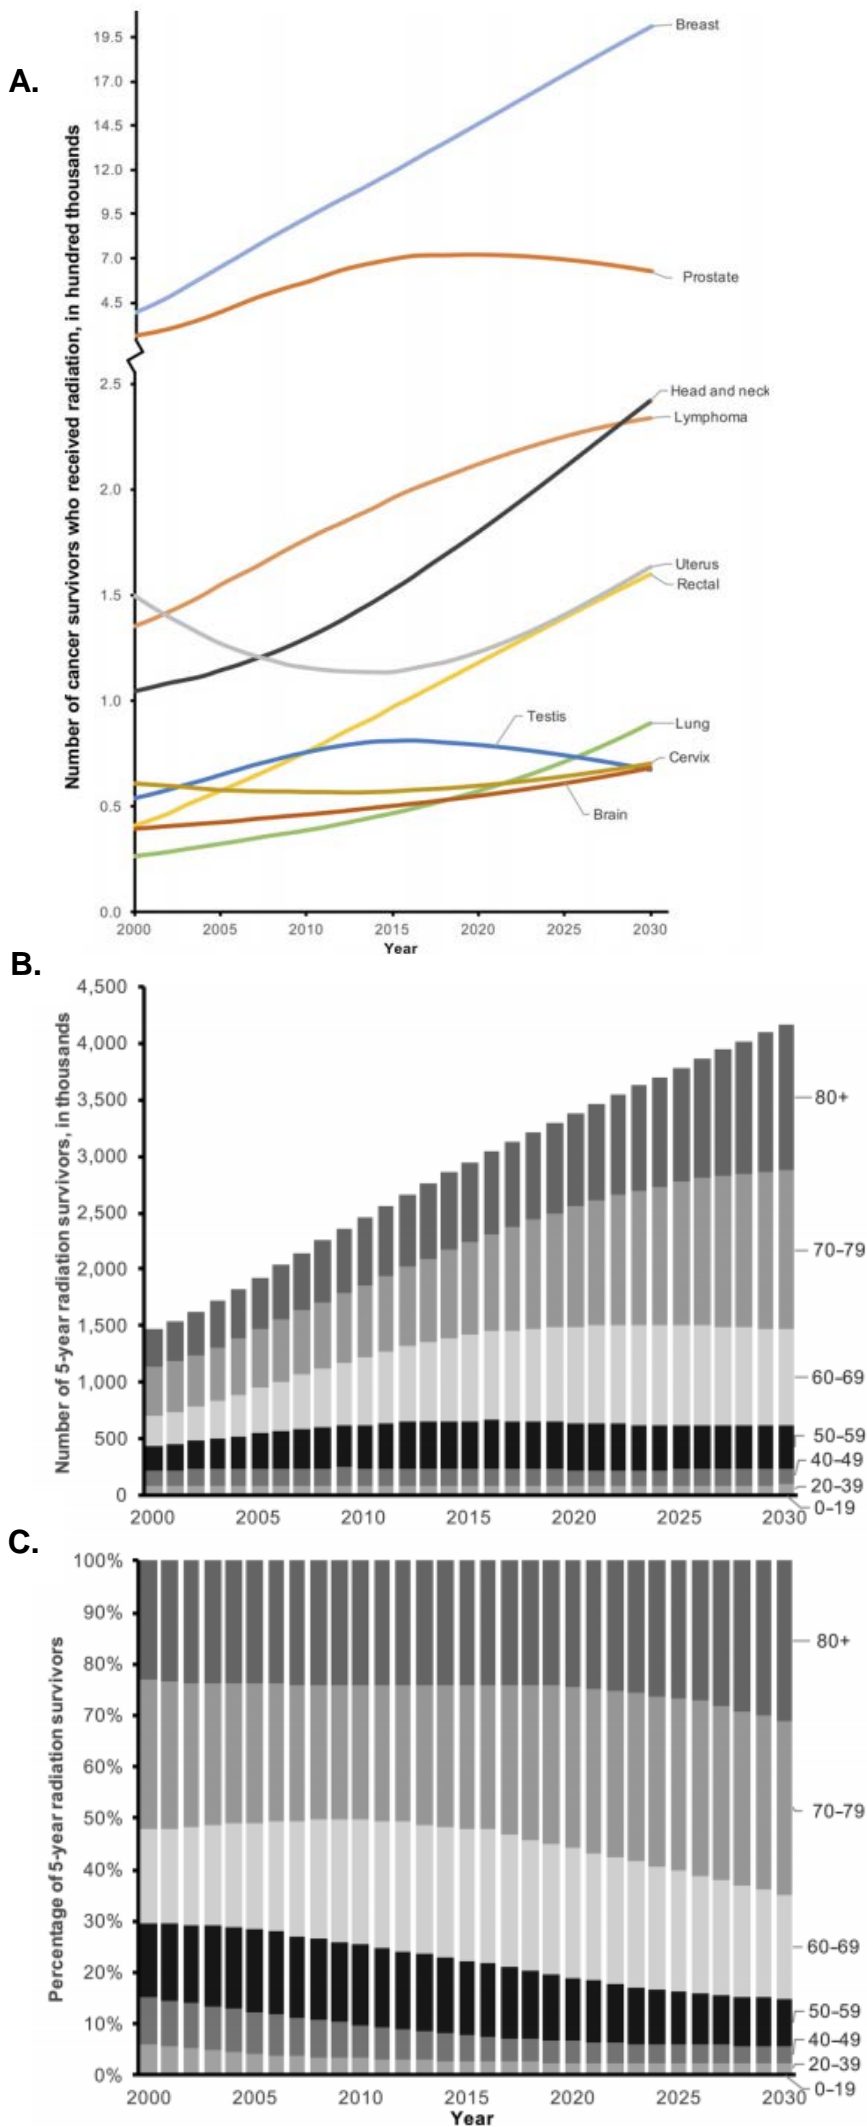 A.
Number of cancer survivors who received radiation, in hundred thousands
19.5
17.0
14.5
12.0
9.5
7.0
4.5
2.5
2.0
1.5
1.0
0.5
0.0
Breast
Prostate
Head and neck
Lymphoma
Uterus
Rectal
Testis
Lung
Cervix
Brain
2000 2005 2010 2015 2020 2025 2030
Year
B.
Number of 5-year radiation survivors, in thousands
4,500
4,000
3,500
3,000
2,500
2,000
1,500
1,000
500
0
80+
70-79
60-69
50-59
40-49
20-39
0-19
2000 2005 2010 2015 2020 2025 2030
C.
Percentage of 5-year radiation survivors
100%
90%
80%
70%
60%
50%
40%
30%
20%
10%
0%
80+
70-79
60-69
50-59
40-49
20-39
0-19
2000 2005 2010 2015 2020 2025 2030
Year